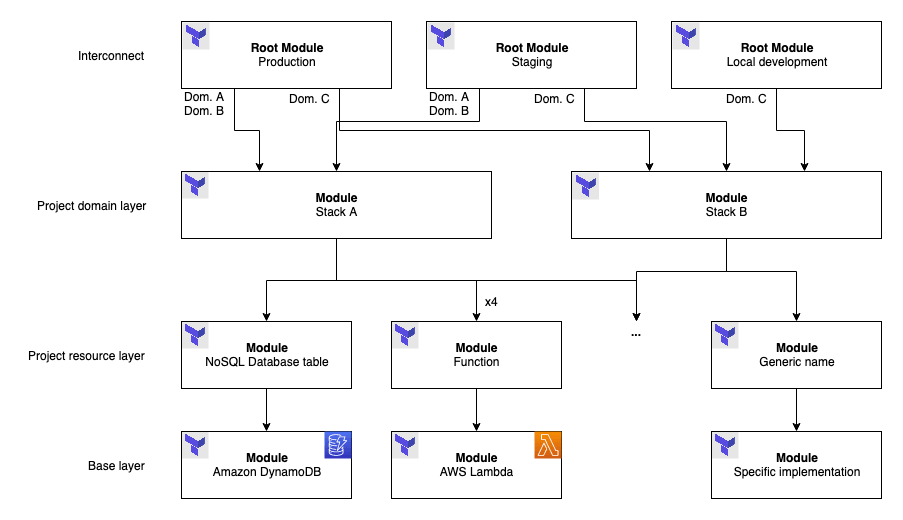 Interconnect
Root Module
Production
Root Module
Staging
Root Module
Local development
Dom. A
Dom. B
Dom. C
Dom. A
Dom. B
Dom. C
Dom. C
Project domain layer
Module
Stack A
Module
Stack B
x4
...
Project resource layer
Module
NoSQL Database table
Module
Function
Module
Generic name
Base layer
Module
Amazon DynamoDB
Module
AWS Lambda
Module
Specific implementation